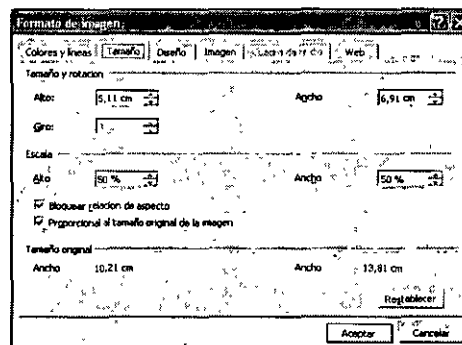 Formato de imagen
Colores y líneas Tamaño Diseño Imagen Web
Tamaño y rotacion
Alto: 5,11 cm Ancho 6,91 cm
Giro:
Escala
Alto 50 % Ancho 50 %
Bloquear relacion de aspecto
Proporcional al tamaño original de la imagen
Tamaño original
Ancho 10,21 cm Ancho 13,81 cm
Restablecer
Aceptar Cancelar